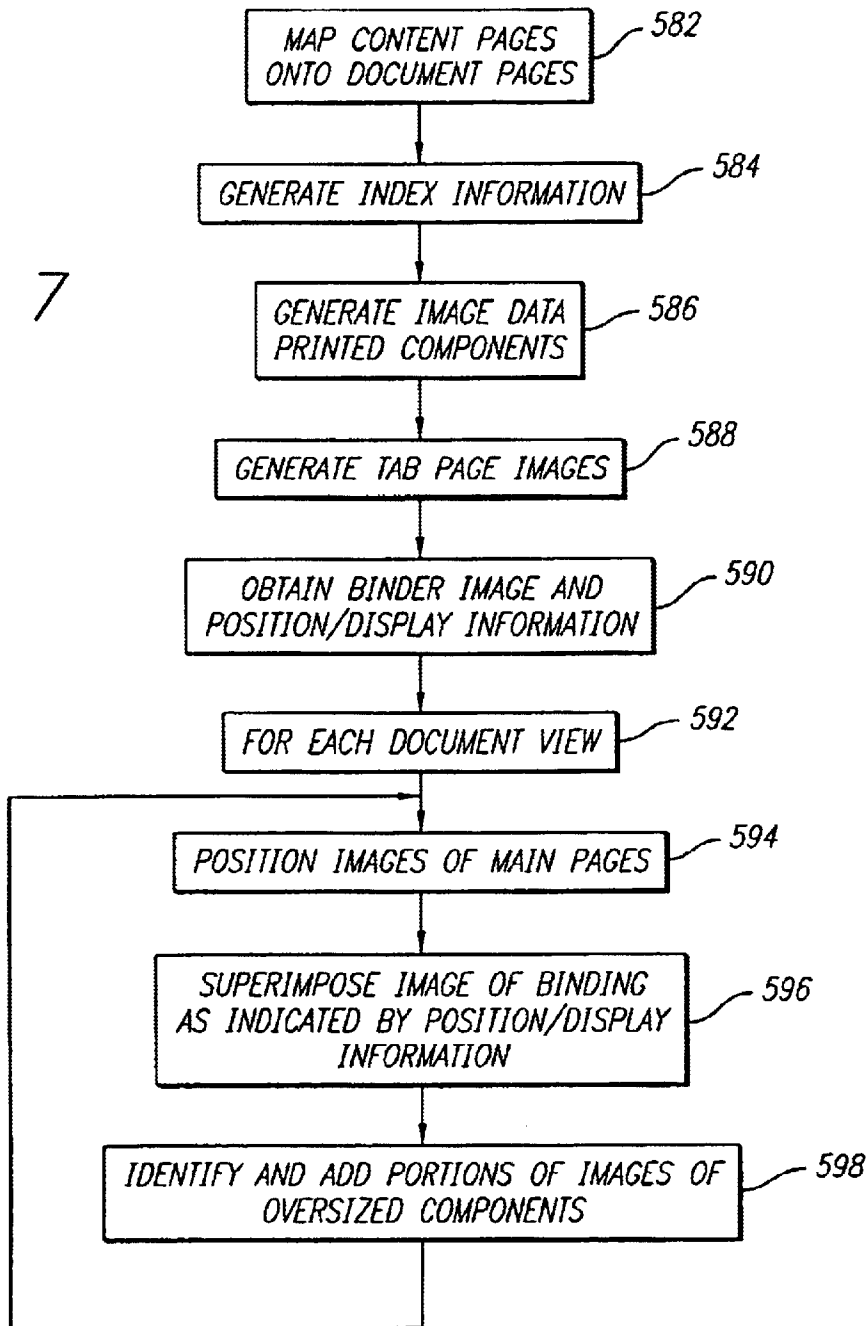 MAP CONTENT PAGES
ONTO DOCUMENT PAGES
582
GENERATE INDEX INFORMATION
584
7
GENERATE IMAGE DATA
PRINTED COMPONENTS
586
GENERATE TAB PAGE IMAGES
588
OBTAIN BINDER IMAGE AND
POSITION/DISPLAY INFORMATION
590
FOR EACH DOCUMENT VIEW
592
POSITION IMAGES OF MAIN PAGES
594
SUPERIMPOSE IMAGE OF BINDING
AS INDICATED BY POSITION/DISPLAY
INFORMATION
596
IDENTIFY AND ADD PORTIONS OF IMAGES OF
OVERSIZED COMPONENTS
598